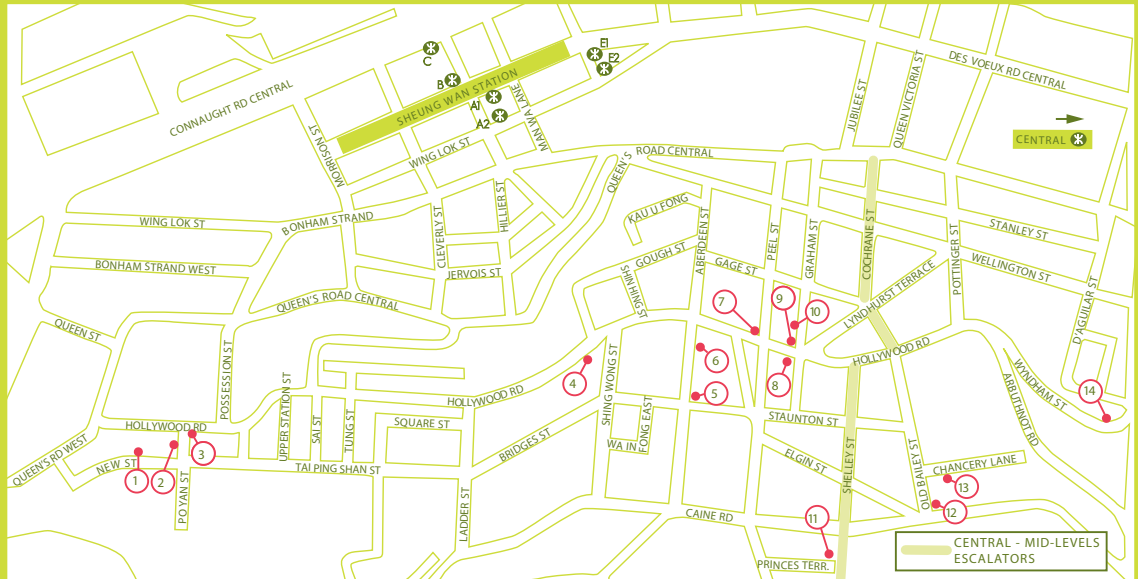 E1
E2
C
B
A1
A2
SHEUNG WAN STATION
MAN WA LANE
CONNAUGHT RD CENTRAL
MORRISON ST
WING LOK ST
DES VOEUX RD CENTRAL
JUBILEE ST
QUEEN VICTORIA ST
CENTRAL
QUEEN'S ROAD CENTRAL
WING LOK ST
BONHAM STRAND
CLEVERLY ST
HILLIER ST
KAU U FONG
ABERDEEN ST
PEEL ST
GRAHAM ST
COCHRANE ST
POTTINGER ST
STANLEY ST
WELLINGTON ST
D'AGUILAR ST
BONHAM STRAND WEST
JERVOIS ST
GOUGH ST
SHIN HING ST
GAGE ST
LYNDHURST TERRACE
QUEEN'S ROAD CENTRAL
QUEEN ST
7
9
10
HOLLYWOOD RD
WYNDHAM ST
ARBUTHNOT RD
14
POSSESSION ST
UPPER STATION ST
SAI ST
TUNG ST
HOLLYWOOD RD
4
6
5
8
SHING WONG ST
SQUARE ST
STAUNTON ST
HOLLYWOOD RD
BRIDGES ST
WA IN FONG EAST
ELGIN ST
SHELLEY ST
OLD BAILEY ST
CHANCERY LANE
QUEEN'S RD WEST
NEW ST
TAI PING SHAN ST
1
2
3
PO YAN ST
LADDER ST
CAINE RD
11
13
12
PRINCES TERR.
CENTRAL - MID-LEVELS
ESCALATORS